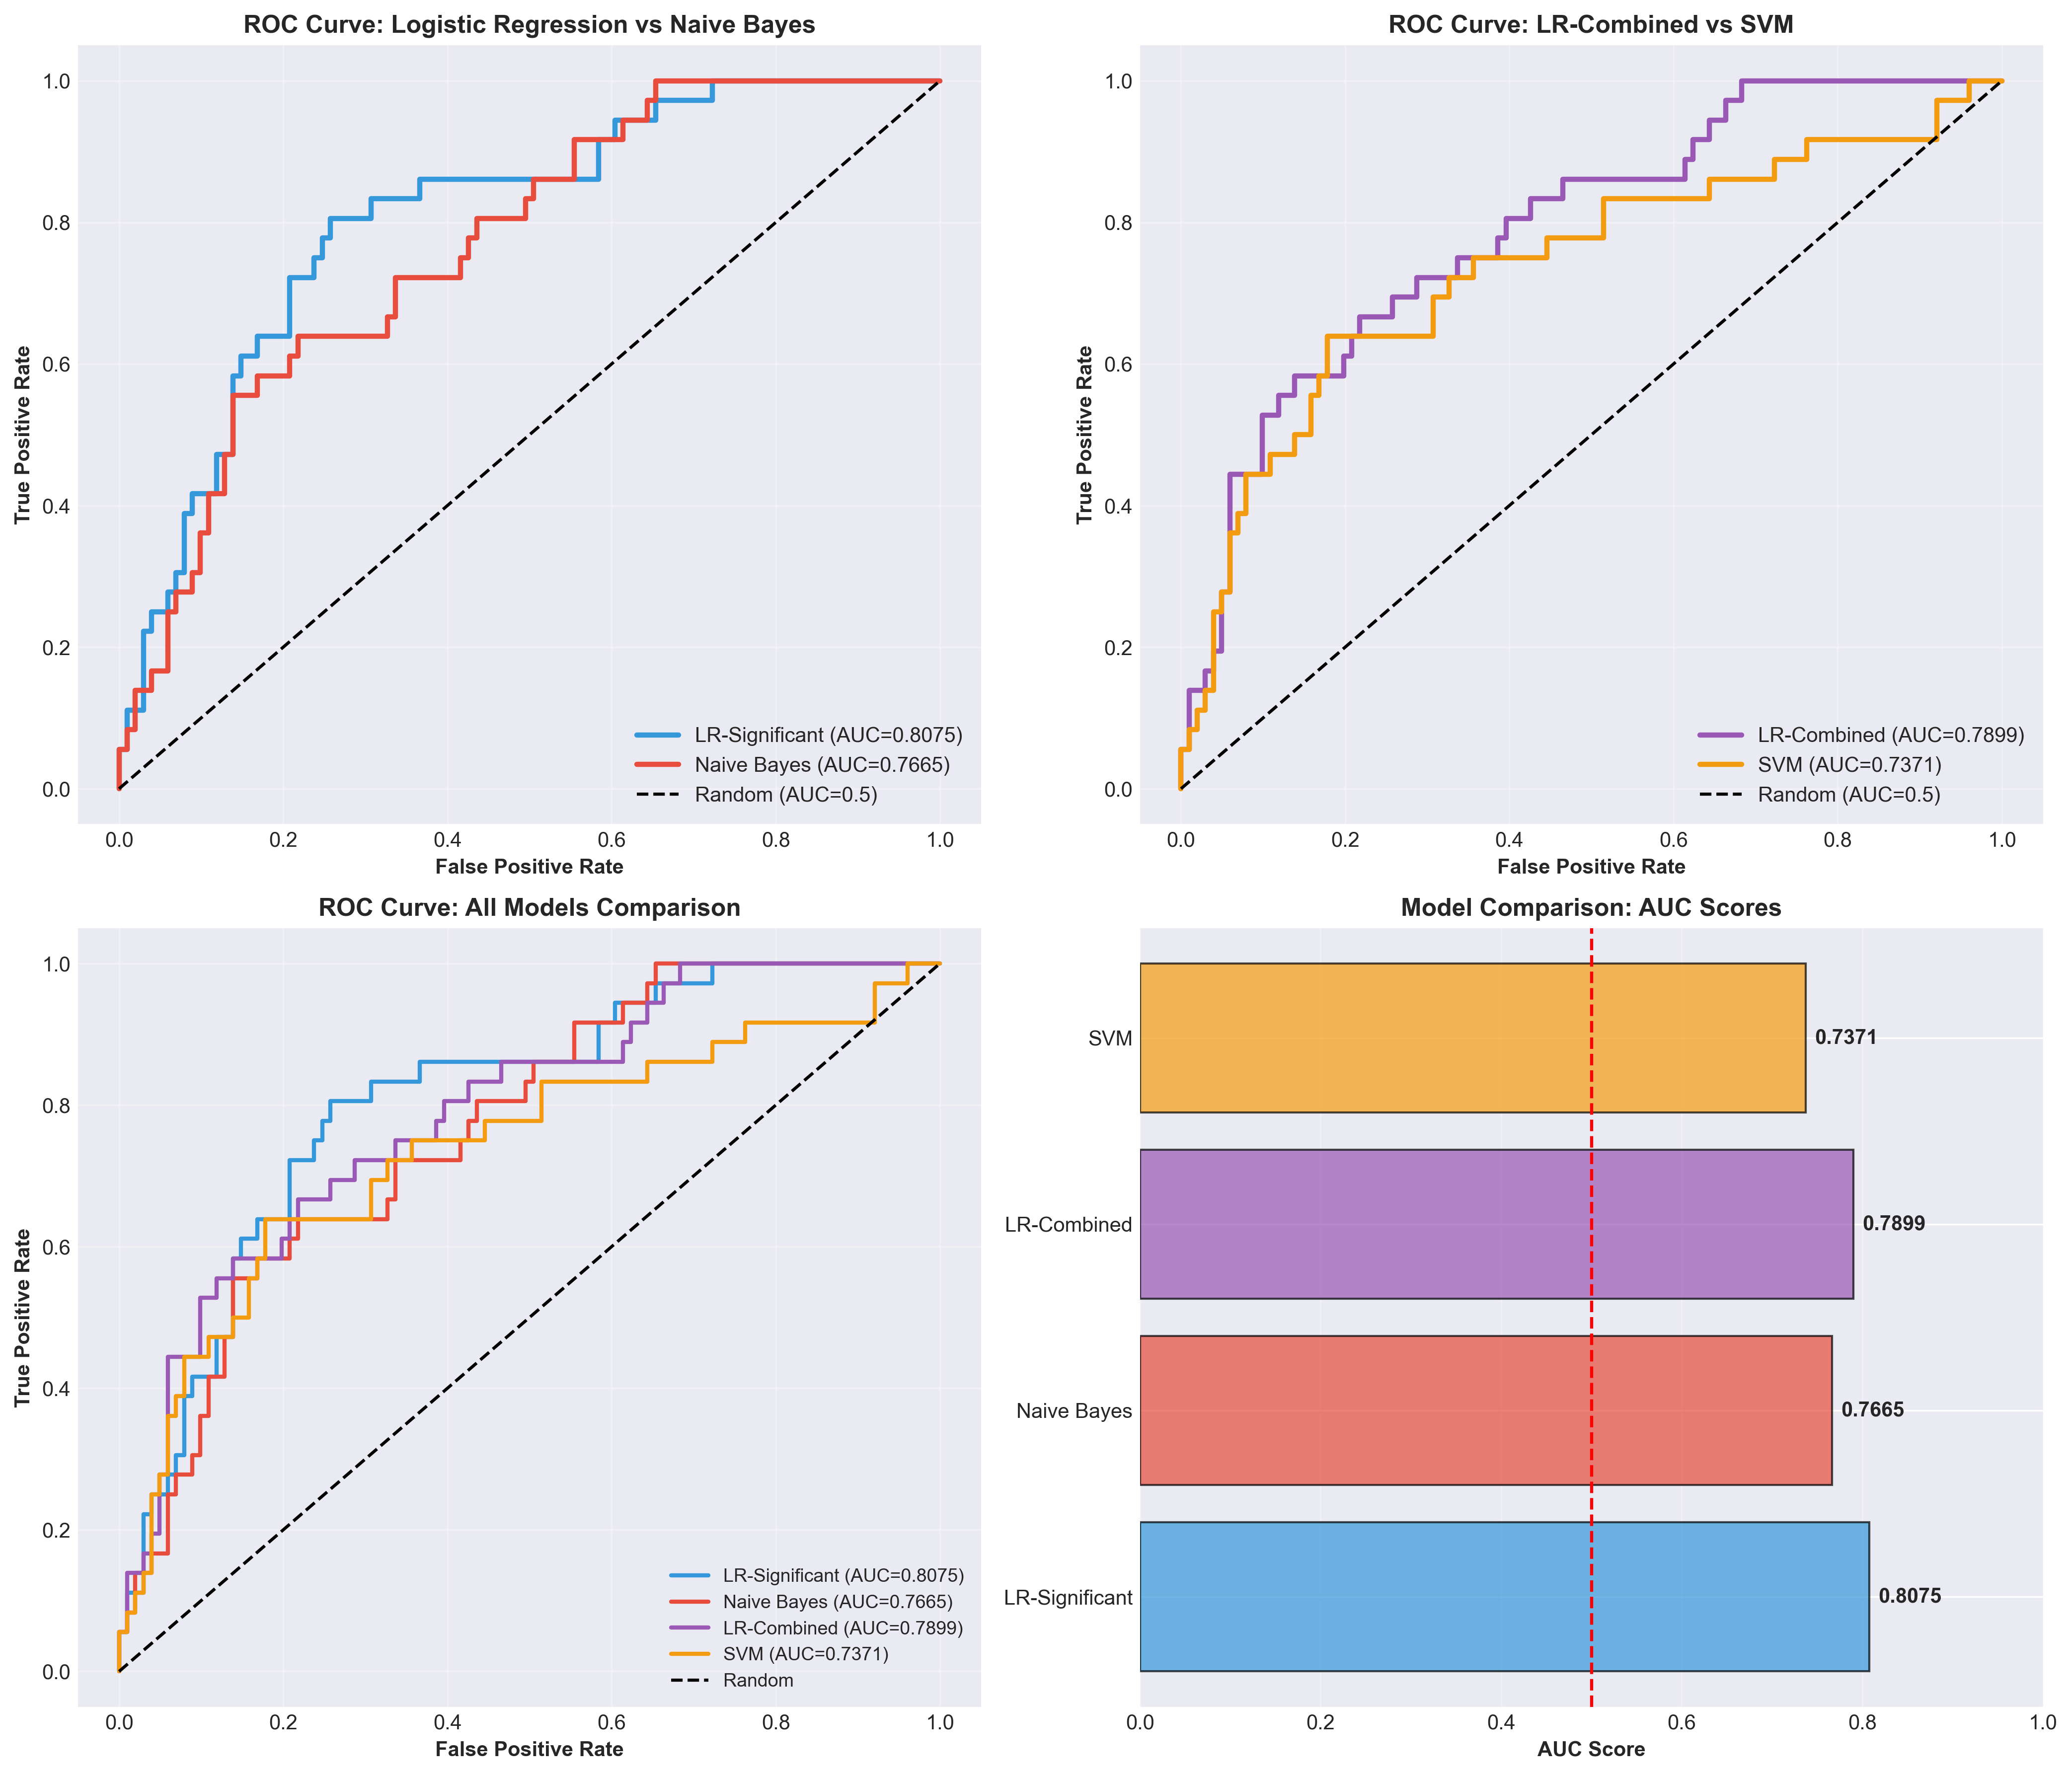 ROC Curve: Logistic Regression vs Naive Bayes
1.0
0.8
0.6
0.4
0.2
0.0
True Positive Rate
LR-Significant (AUC=0.8075)
Naive Bayes (AUC=0.7665)
Random (AUC=0.5)
0.0 0.2 0.4 0.6 0.8 1.0
False Positive Rate
ROC Curve: LR-Combined vs SVM
1.0
0.8
0.6
0.4
0.2
0.0
True Positive Rate
LR-Combined (AUC=0.7899)
SVM (AUC=0.7371)
Random (AUC=0.5)
0.0 0.2 0.4 0.6 0.8 1.0
False Positive Rate
ROC Curve: All Models Comparison
1.0
0.8
0.6
0.4
0.2
0.0
True Positive Rate
LR-Significant (AUC=0.8075)
Naive Bayes (AUC=0.7665)
LR-Combined (AUC=0.7899)
SVM (AUC=0.7371)
Random
0.0 0.2 0.4 0.6 0.8 1.0
False Positive Rate
Model Comparison: AUC Scores
SVM 0.7371
LR-Combined 0.7899
Naive Bayes 0.7665
LR-Significant 0.8075
0.0 0.2 0.4 0.6 0.8 1.0
AUC Score